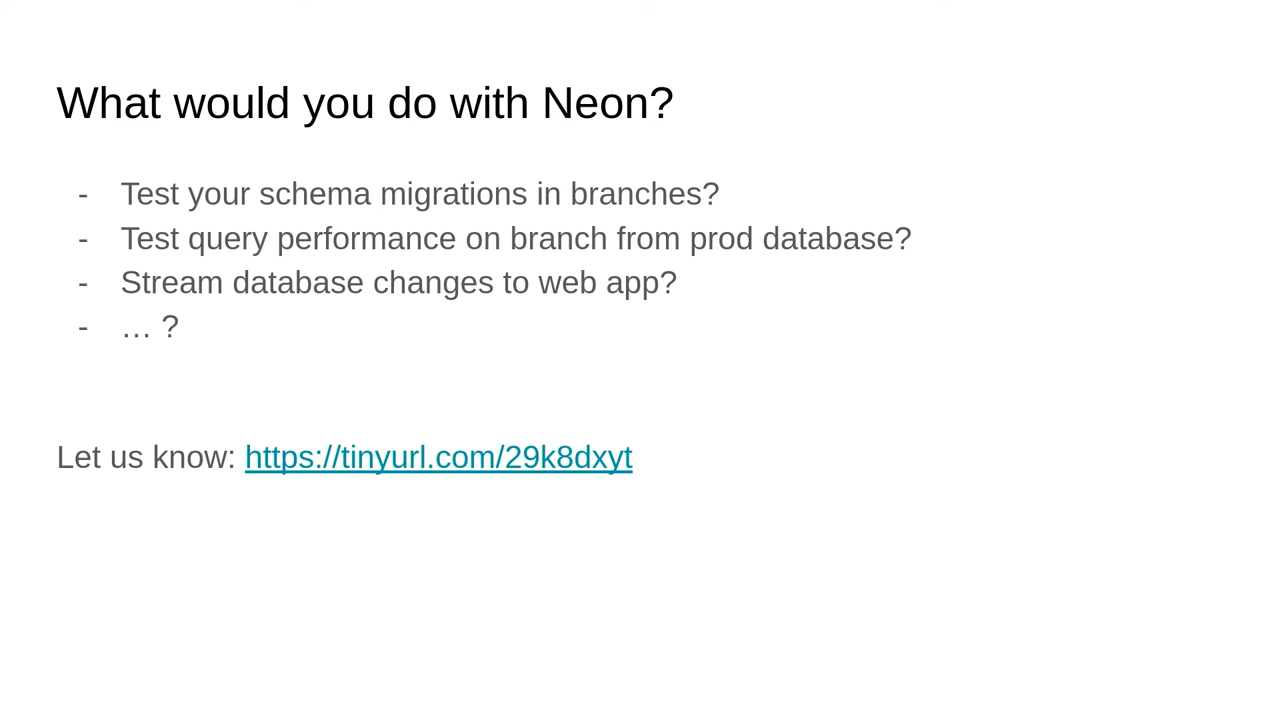 What would you do with Neon?
- Test your schema migrations in branches?
- Test query performance on branch from prod database?
- Stream database changes to web app?
- … ?
Let us know: https://tinyurl.com/29k8dxyt